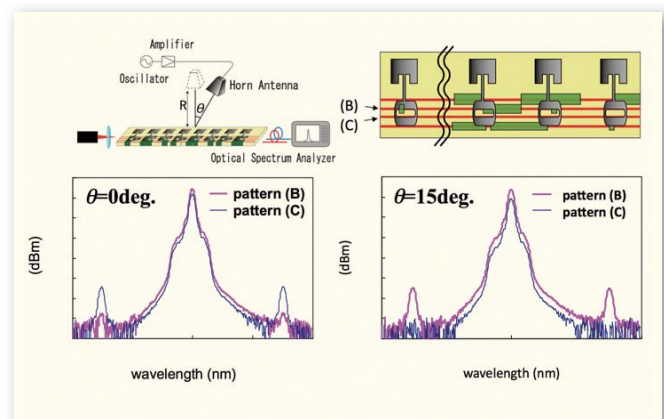 Amplifier
Oscillator
Horn Antenna
R
θ
Optical Spectrum Analyzer
(B)
(C)
θ=0deg.
pattern (B)
pattern (C)
(dBm)
wavelength (nm)
θ=15deg.
pattern (B)
pattern (C)
(dBm)
wavelength (nm)